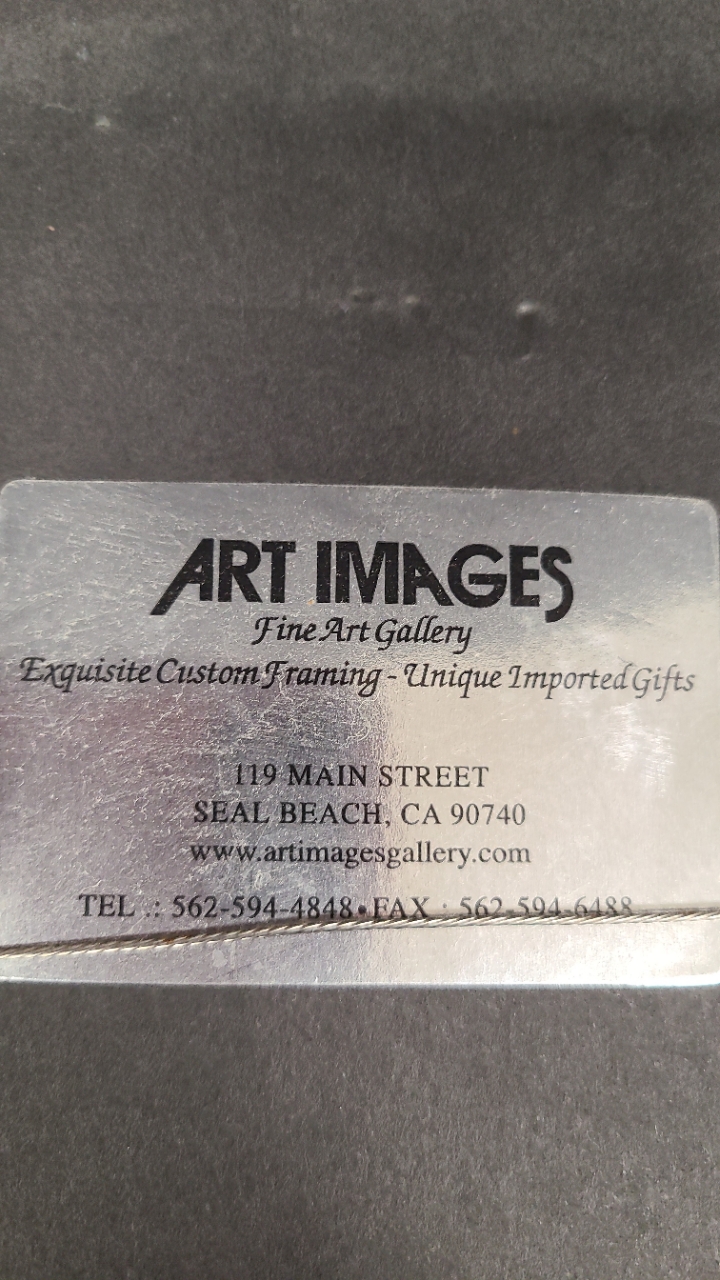 ART IMAGES
Fine Art Gallery
Exquisite Custom Framing - Unique Imported Gifts
119 MAIN STREET
SEAL BEACH, CA 90740
www.artimagesgallery.com
TEL .: 562-594-4848•FAX : 562-594-6488